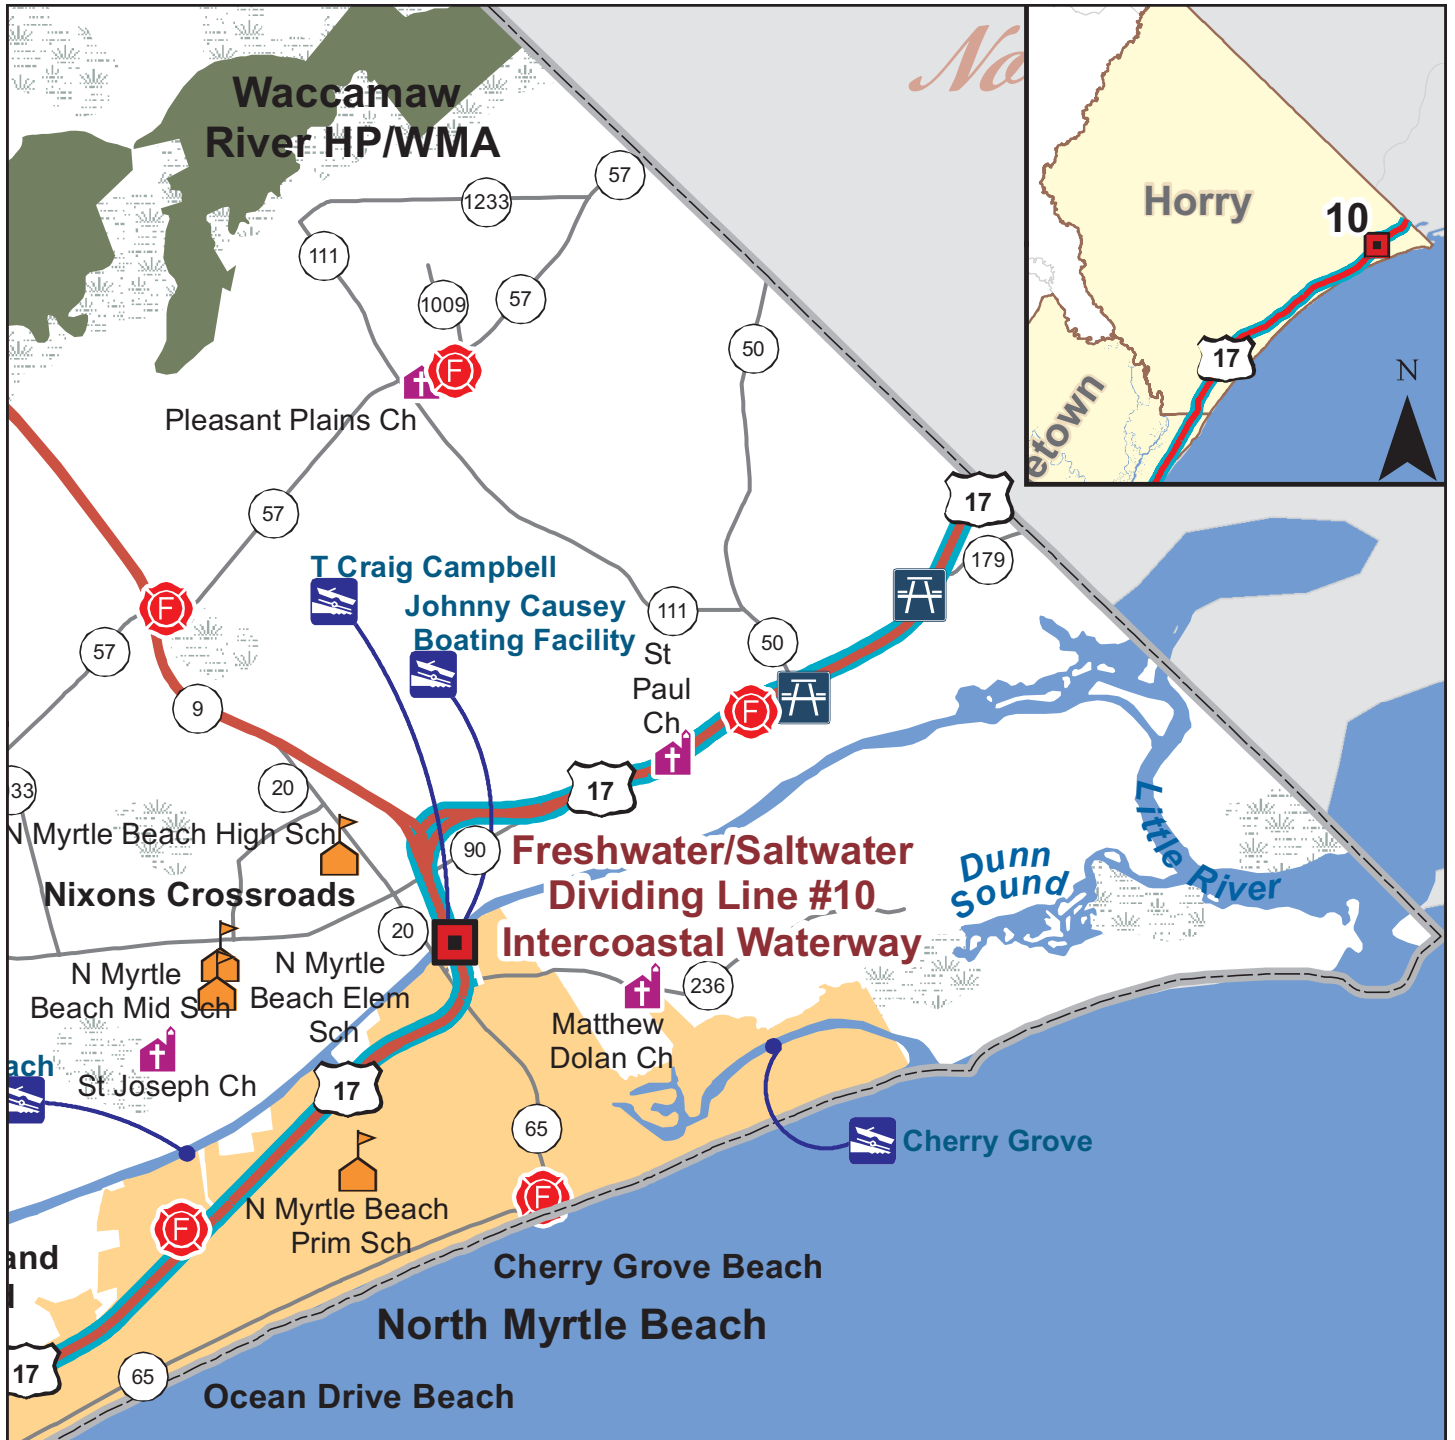 No
Waccamaw
River HP/WMA
57
1233
111
1009
57
50
Horry
10
17
etown
N
Pleasant Plains Ch
57
17
179
T Craig Campbell
Johnny Causey
Boating Facility
111
50
St
Paul
Ch
57
9
20
33
17
N Myrtle Beach High Sch
90
Freshwater/Saltwater
Dividing Line #10
Intercoastal Waterway
Little River
Dunn
Sound
Nixons Crossroads
20
N Myrtle
Beach Mid Sch
N Myrtle
Beach Elem
Sch
236
Matthew
Dolan Ch
ach
St Joseph Ch
17
65
Cherry Grove
N Myrtle Beach
Prim Sch
F
F
F
F
F
and
Cherry Grove Beach
North Myrtle Beach
17
65
Ocean Drive Beach